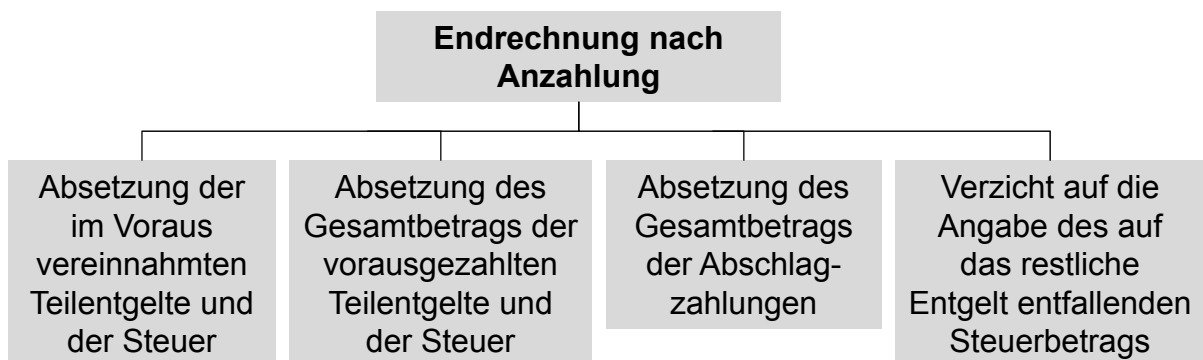 Endrechnung nach
Anzahlung
Absetzung der
im Voraus
vereinnahmten
Teilentgelte und
der Steuer
Absetzung des
Gesamtbetrags der
vorausgezahlten
Teilentgelte und
der Steuer
Absetzung des
Gesamtbetrags
der Abschlag-
zahlungen
Verzicht auf die
Angabe des auf
das restliche
Entgelt entfallenden
Steuerbetrags